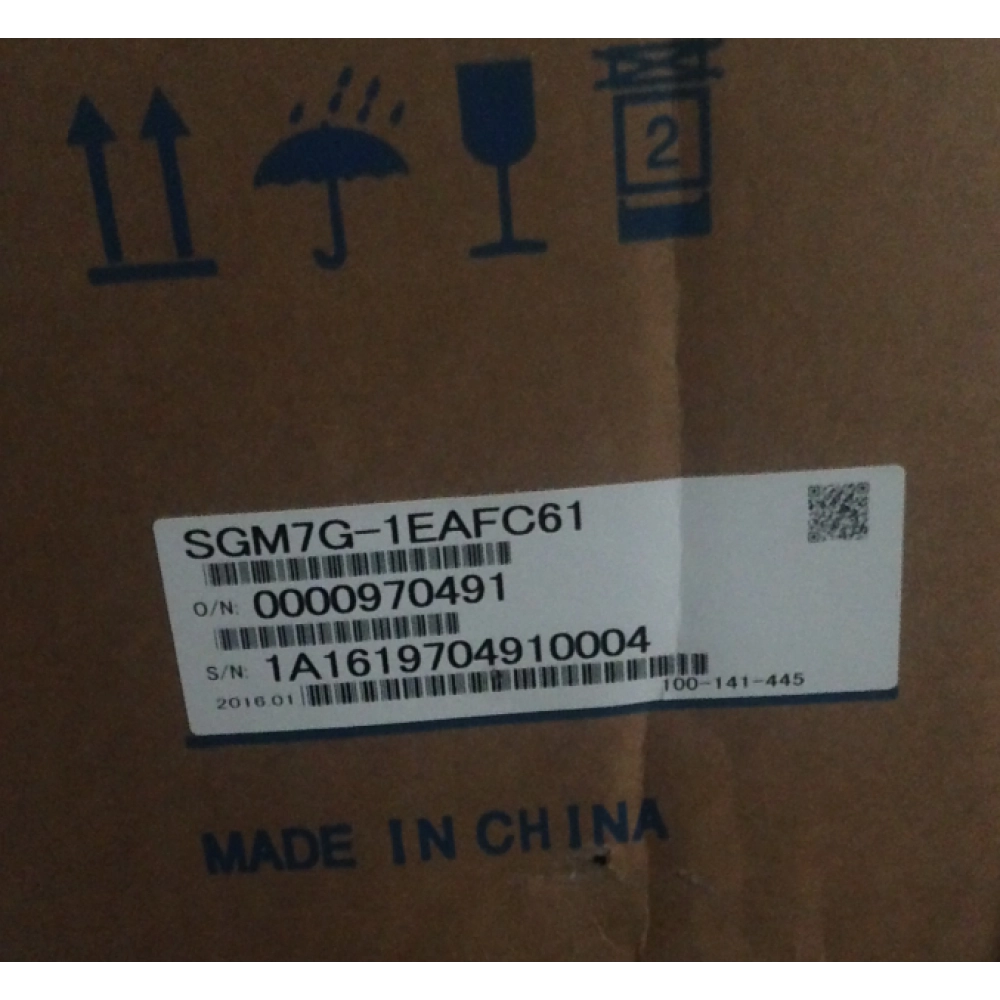 2
SGM7G-1EAFC61
O/N: 0000970491
S/N: 1A1619704910004
2016.01
100-141-445
MADE IN CHINA